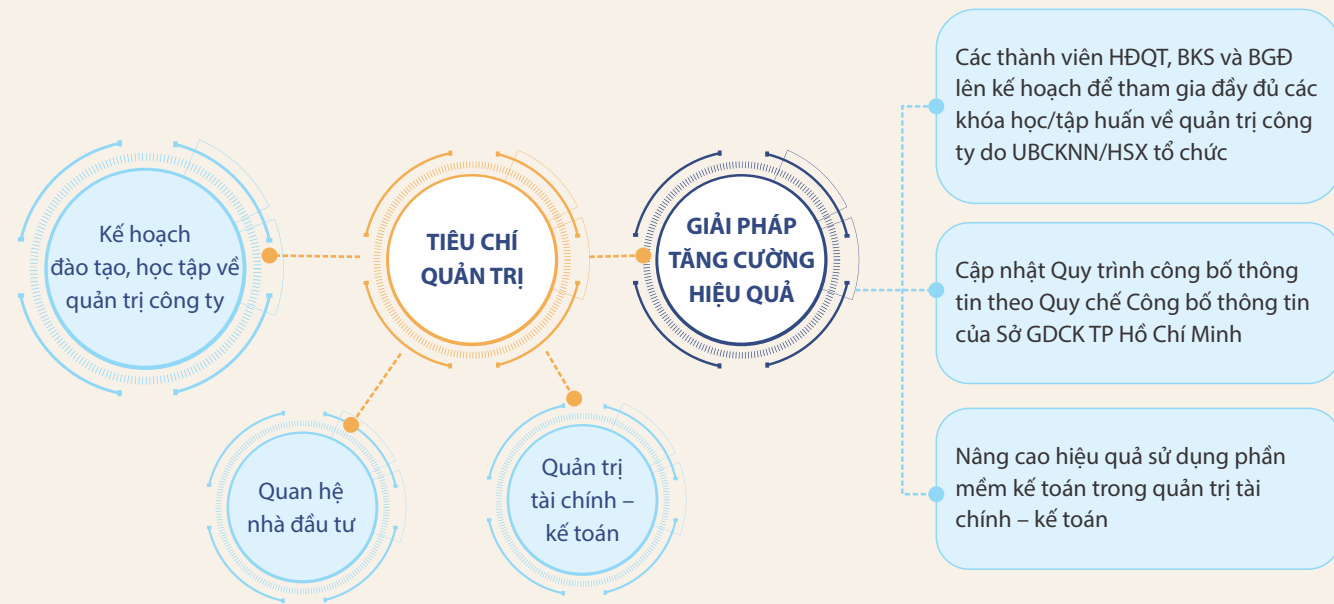 Kế hoạch
đào tạo, học tập về
quản trị công ty
TIÊU CHÍ
QUẢN TRỊ
GIẢI PHÁP
TĂNG CƯỜNG
HIỆU QUẢ
Quan hệ
nhà đầu tư
Quản trị
tài chính –
kế toán
Các thành viên HĐQT, BKS và BGĐ
lên kế hoạch để tham gia đầy đủ các
khóa học/tập huấn về quản trị công
ty do UBCKNN/HSX tổ chức
Cập nhật Quy trình công bố thông
tin theo Quy chế Công bố thông tin
của Sở GDCK TP Hồ Chí Minh
Nâng cao hiệu quả sử dụng phần
mềm kế toán trong quản trị tài
chính – kế toán